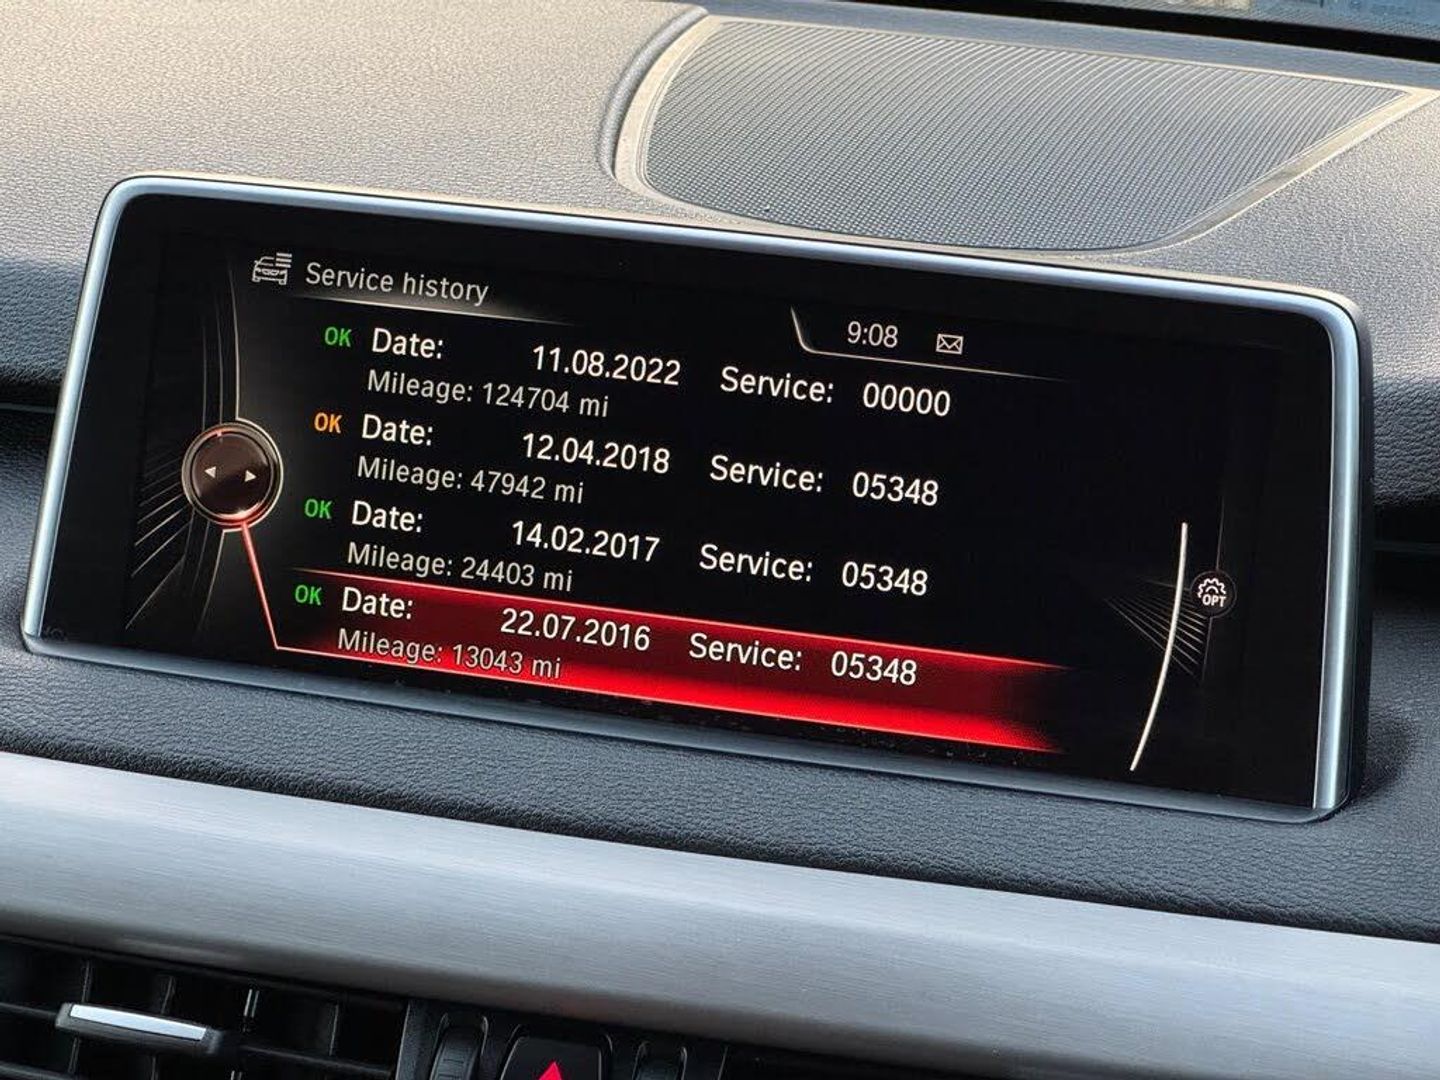 Service history
9:08
OK Date: 11.08.2022 Service: 00000
Mileage: 124704 mi
OK Date: 12.04.2018 Service: 05348
Mileage: 47942 mi
OK Date: 14.02.2017 Service: 05348
Mileage: 24403 mi
OK Date: 22.07.2016 Service: 05348
Mileage: 13043 mi
OPT